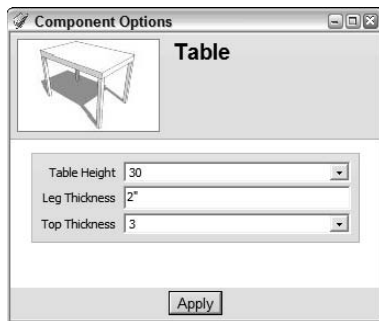 Component Options
Table
Table Height 30
Leg Thickness 2"
Top Thickness 3
Apply